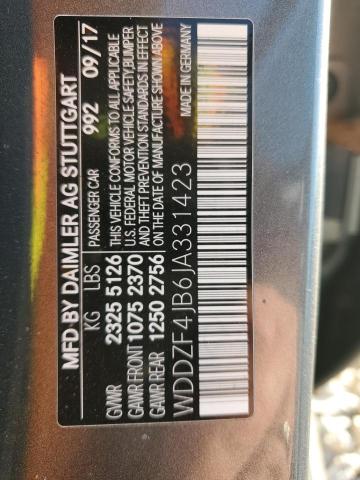 MFD BY DAIMLER AG STUTTGART
KG LBS PASSENGER CAR 992 09/17
GVWR 2325 5126 THIS VEHICLE CONFORMS TO ALL APPLICABLE
GAWR FRONT 1075 2370 U.S. FEDERAL MOTOR VEHICLE SAFETY, BUMPER
GAWR REAR 1250 2756 AND THEFT PREVENTION STANDARDS IN EFFECT
ON THE DATE OF MANUFACTURE SHOWN ABOVE
WDDZF4JB6JA331423 MADE IN GERMANY